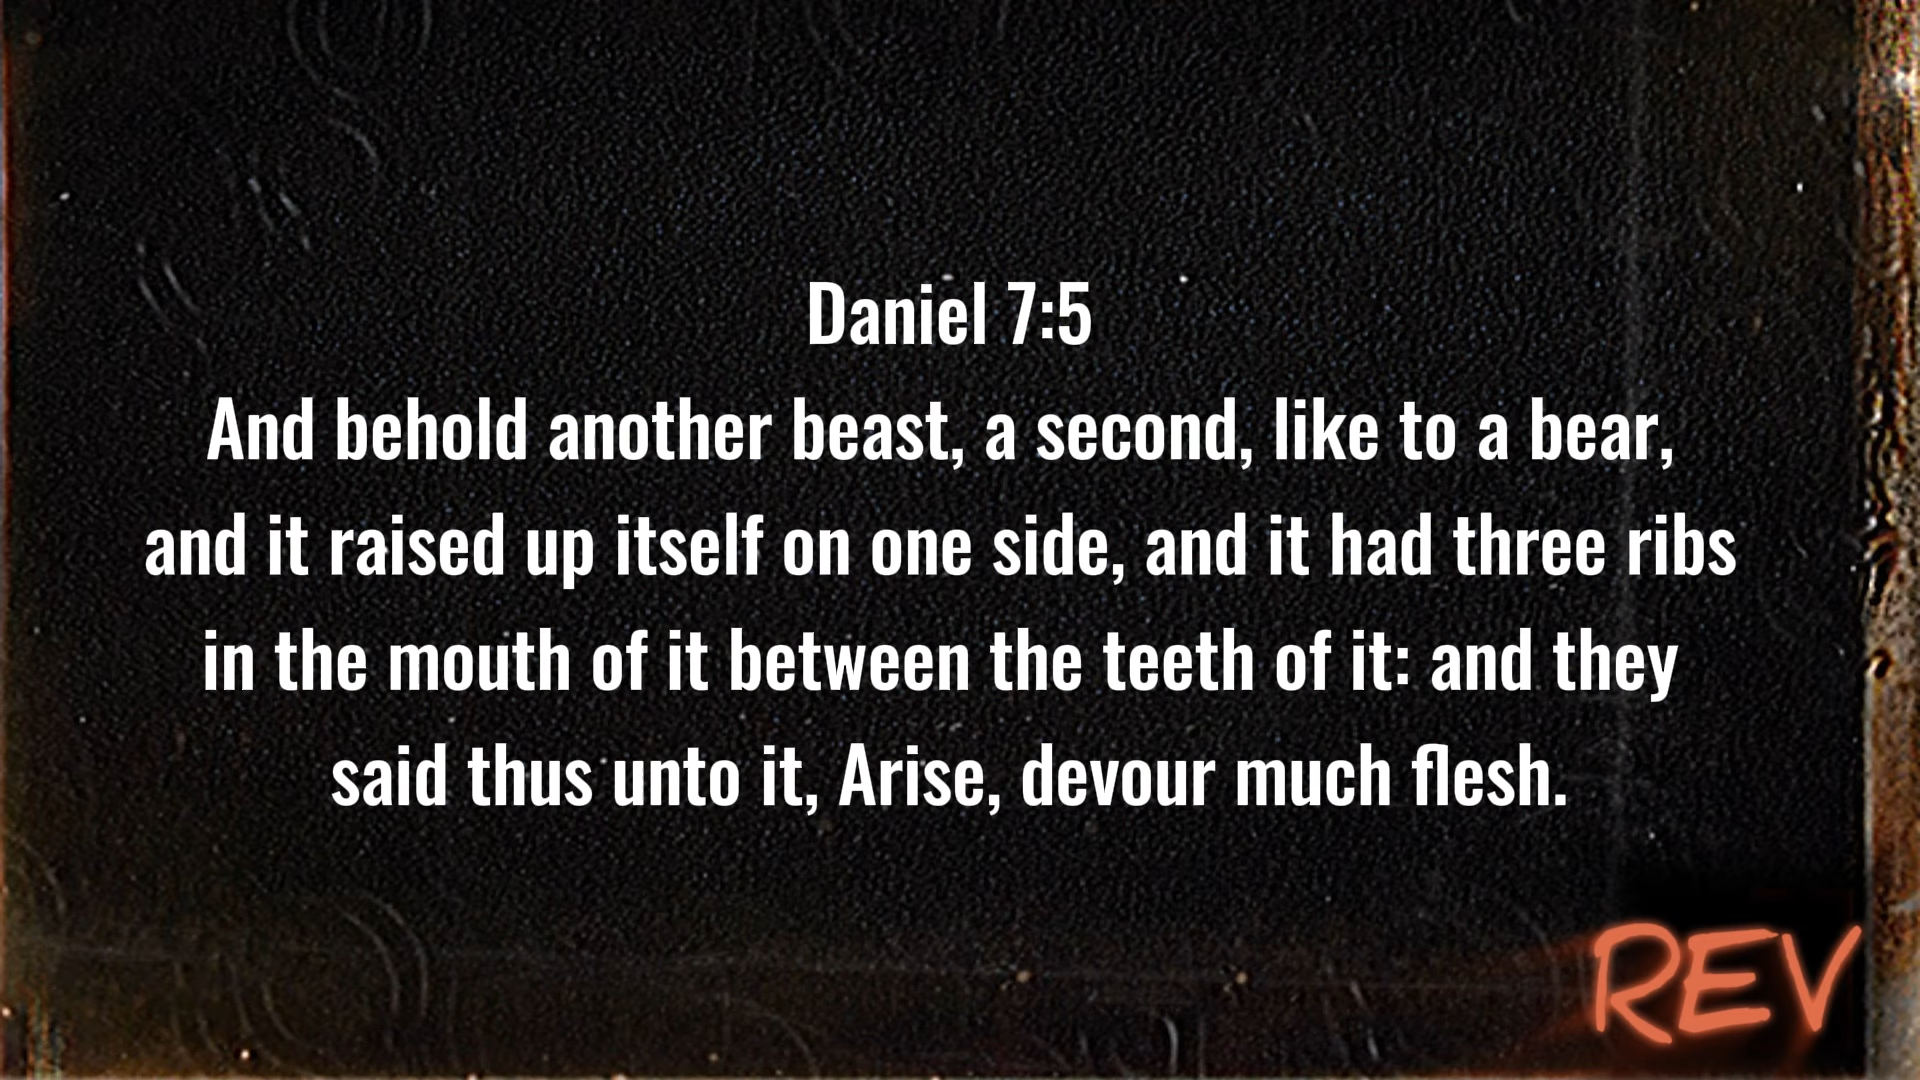 Daniel 7:5
And behold another beast, a second, like to a bear,
and it raised up itself on one side, and it had three ribs
in the mouth of it between the teeth of it: and they
said thus unto it, Arise, devour much flesh.
REV